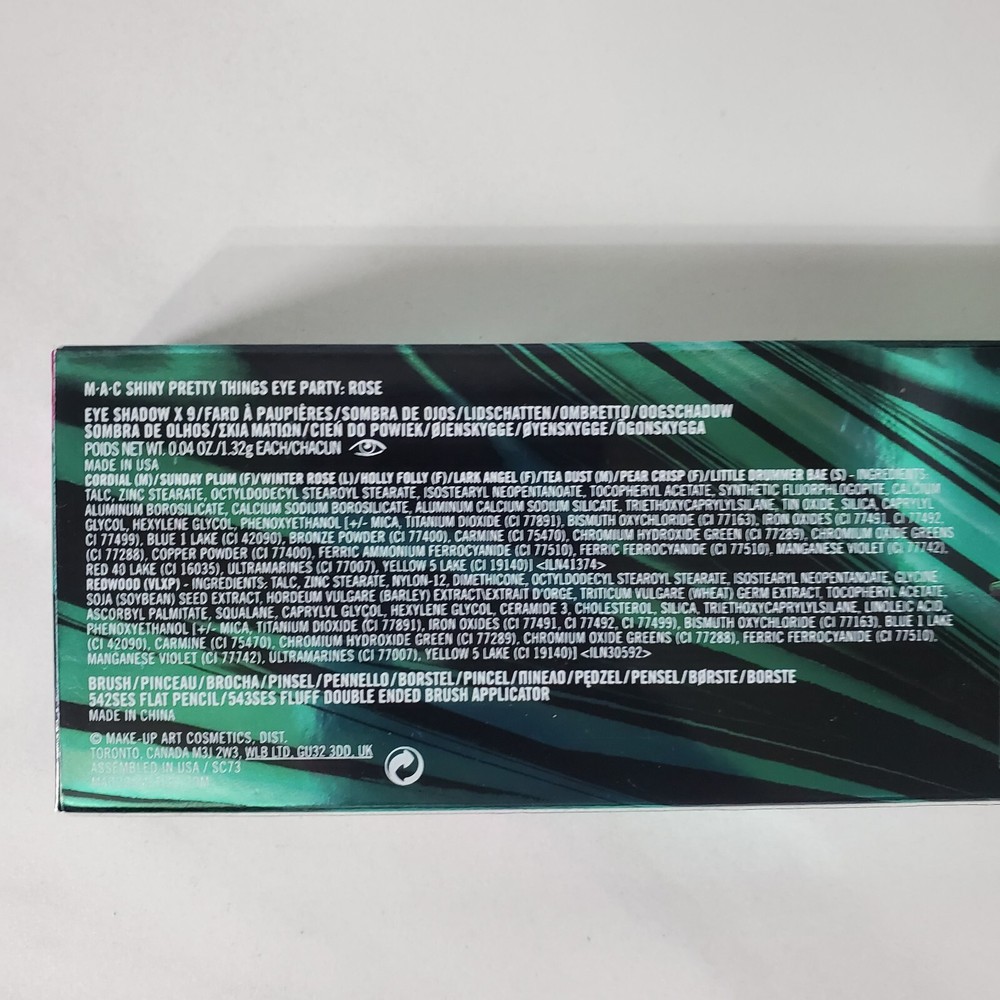 M·A·C SHINY PRETTY THINGS EYE PARTY: ROSE
EYE SHADOW X 9/FARD À PAUPIÈRES/SOMBRA DE OJOS/LIDSCHATTEN/OMBRETTO/OOGSCHADUW
SOMBRA DE OLHOS/ΣΚΙΑ ΜΑΤΙΩΝ/CIEŃ DO POWIEK/ØJENSKYGGE/ØYENSKYGGE/ÖGONSKYGGA
POIDS NET WT. 0.04 OZ./1.32g EACH/CHACUN
MADE IN USA
CORDIAL (M)/SUNDAY PLUM (F)/WINTER ROSE (L)/HOLLY FOLLY (F)/LARK ANGEL (F)/TEA DUST (M)/PEAR CRISP (F)/LITTLE DRUMMER BAE (S) - INGREDIENTS:
TALC, ZINC STEARATE, OCTYLDODECYL STEAROYL STEARATE, ISOSTEARYL NEOPENTANOATE, TOCOPHERYL ACETATE, SYNTHETIC FLUORPHLOGOPITE, CALCIUM
ALUMINUM BOROSILICATE, CALCIUM SODIUM BOROSILICATE, ALUMINUM CALCIUM SODIUM SILICATE, TRIETHOXYCAPRYLYLSILANE, TIN OXIDE, SILICA, CAPRYLYL
GLYCOL, HEXYLENE GLYCOL, PHENOXYETHANOL [+/- MICA, TITANIUM DIOXIDE (CI 77891), BISMUTH OXYCHLORIDE (CI 77163), IRON OXIDES (CI 77491, CI 77492,
CI 77499), BLUE 1 LAKE (CI 42090), BRONZE POWDER (CI 77400), CARMINE (CI 75470), CHROMIUM HYDROXIDE GREEN (CI 77289), CHROMIUM OXIDE GREENS
(CI 77288), COPPER POWDER (CI 77400), FERRIC AMMONIUM FERROCYANIDE (CI 77510), FERRIC FERROCYANIDE (CI 77510), MANGANESE VIOLET (CI 77742),
RED 40 LAKE (CI 16035), ULTRAMARINES (CI 77007), YELLOW 5 LAKE (CI 19140)] <ILN41374>
REDWOOD (VLXP) - INGREDIENTS: TALC, ZINC STEARATE, NYLON-12, DIMETHICONE, OCTYLDODECYL STEAROYL STEARATE, ISOSTEARYL NEOPENTANOATE, GLYCINE
SOJA (SOYBEAN) SEED EXTRACT, HORDEUM VULGARE (BARLEY) EXTRACT\EXTRAIT D'ORGE, TRITICUM VULGARE (WHEAT) GERM EXTRACT, TOCOPHERYL ACETATE,
ASCORBYL PALMITATE, SQUALANE, CAPRYLYL GLYCOL, HEXYLENE GLYCOL, CERAMIDE 3, CHOLESTEROL, SILICA, TRIETHOXYCAPRYLYLSILANE, LINOLEIC ACID,
PHENOXYETHANOL [+/- MICA, TITANIUM DIOXIDE (CI 77891), IRON OXIDES (CI 77491, CI 77492, CI 77499), BISMUTH OXYCHLORIDE (CI 77163), BLUE 1 LAKE
(CI 42090), CARMINE (CI 75470), CHROMIUM HYDROXIDE GREEN (CI 77289), CHROMIUM OXIDE GREENS (CI 77288), FERRIC FERROCYANIDE (CI 77510),
MANGANESE VIOLET (CI 77742), ULTRAMARINES (CI 77007), YELLOW 5 LAKE (CI 19140)] <ILN30592>
BRUSH/PINCEAU/BROCHA/PINSEL/PENNELLO/BORSTEL/PINCEL/ΠΙΝΕΛΟ/PĘDZEL/PENSEL/BØRSTE/BORSTE
542SES FLAT PENCIL/543SES FLUFF DOUBLE ENDED BRUSH APPLICATOR
MADE IN CHINA
© MAKE-UP ART COSMETICS, DIST.
TORONTO, CANADA M3J 2W3, WLB LTD, GU32 3DD, UK
ASSEMBLED IN USA / SC73